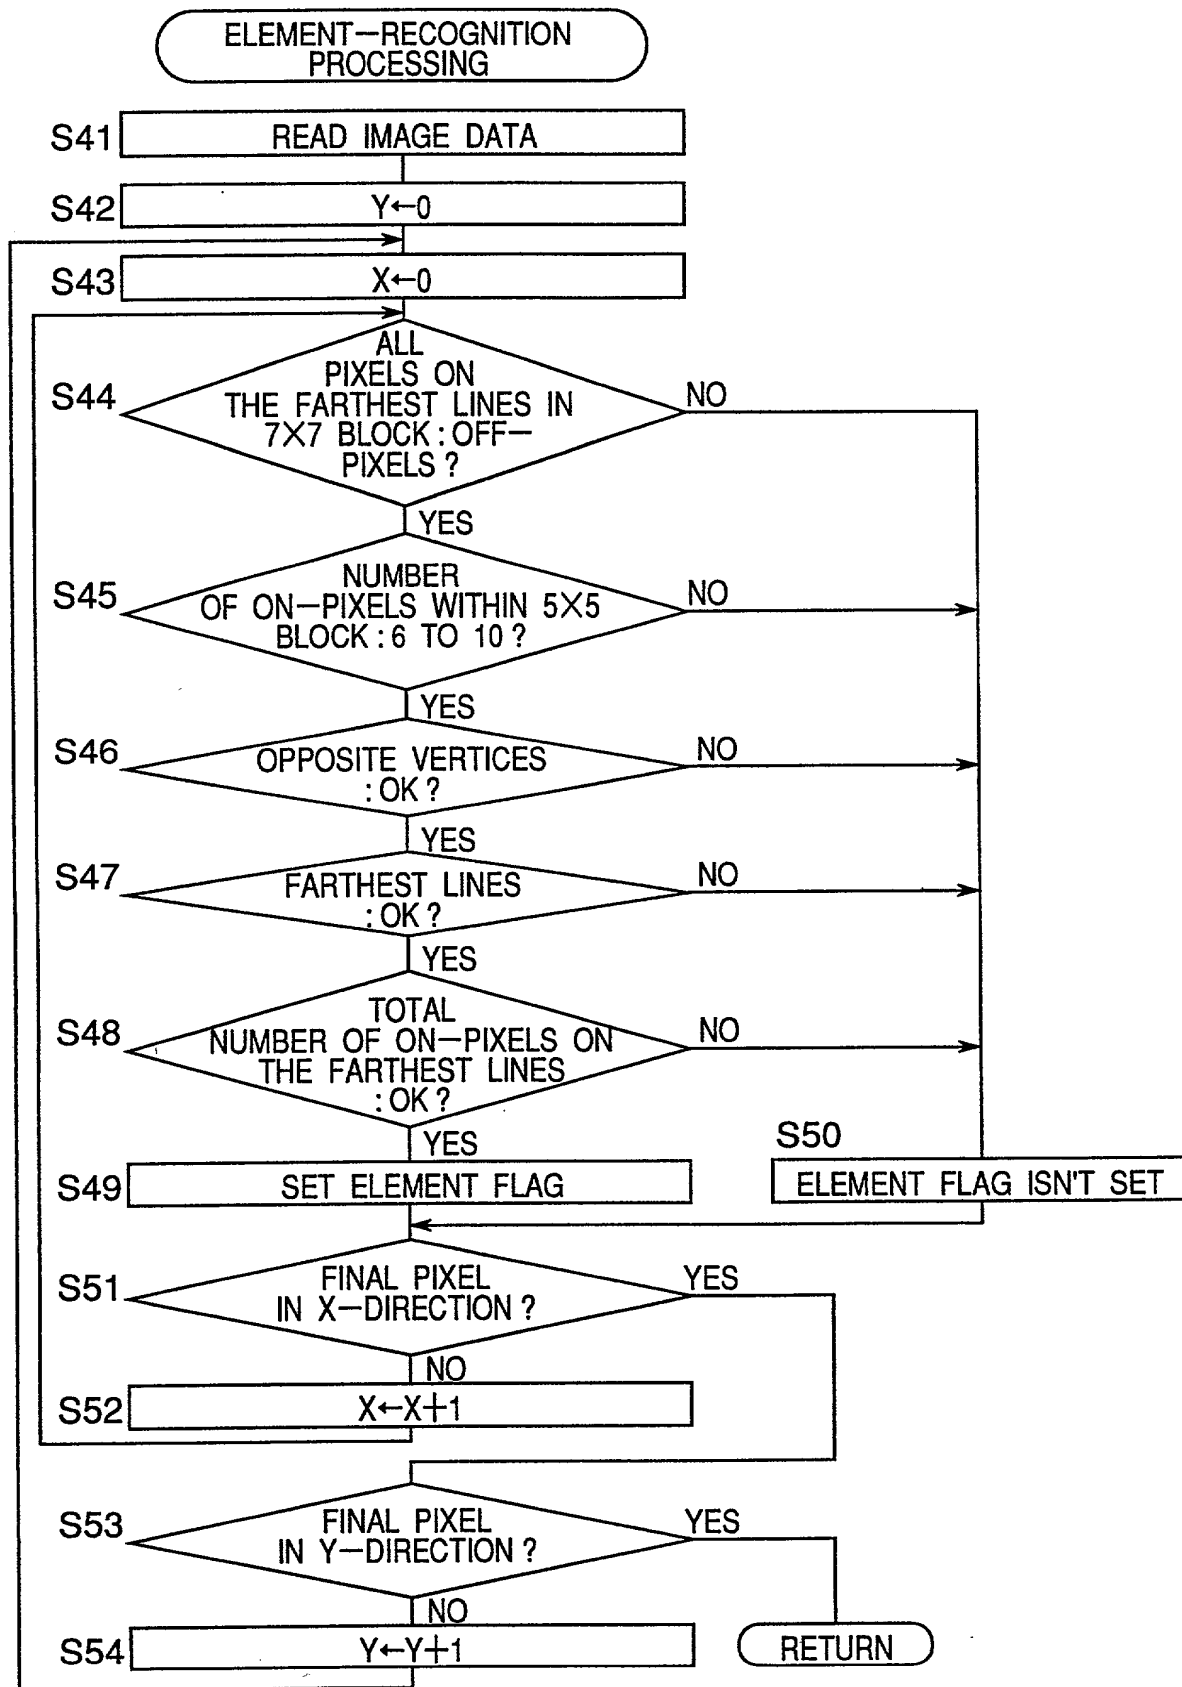 ELEMENT—RECOGNITION
PROCESSING
S41
READ IMAGE DATA
S42
Y←0
S43
X←0
S44
ALL
PIXELS ON
THE FARTHEST LINES IN
7X7 BLOCK:OFF—
PIXELS?
NO
YES
S45
NUMBER
OF ON—PIXELS WITHIN 5X5
BLOCK:6 TO 10?
NO
YES
S46
OPPOSITE VERTICES
:OK?
NO
YES
S47
FARTHEST LINES
:OK?
NO
YES
S48
TOTAL
NUMBER OF ON—PIXELS ON
THE FARTHEST LINES
:OK?
NO
YES
S49
SET ELEMENT FLAG
S50
ELEMENT FLAG ISN'T SET
S51
FINAL PIXEL
IN X—DIRECTION?
YES
NO
S52
X←X+1
S53
FINAL PIXEL
IN Y—DIRECTION?
YES
NO
S54
Y←Y+1
RETURN